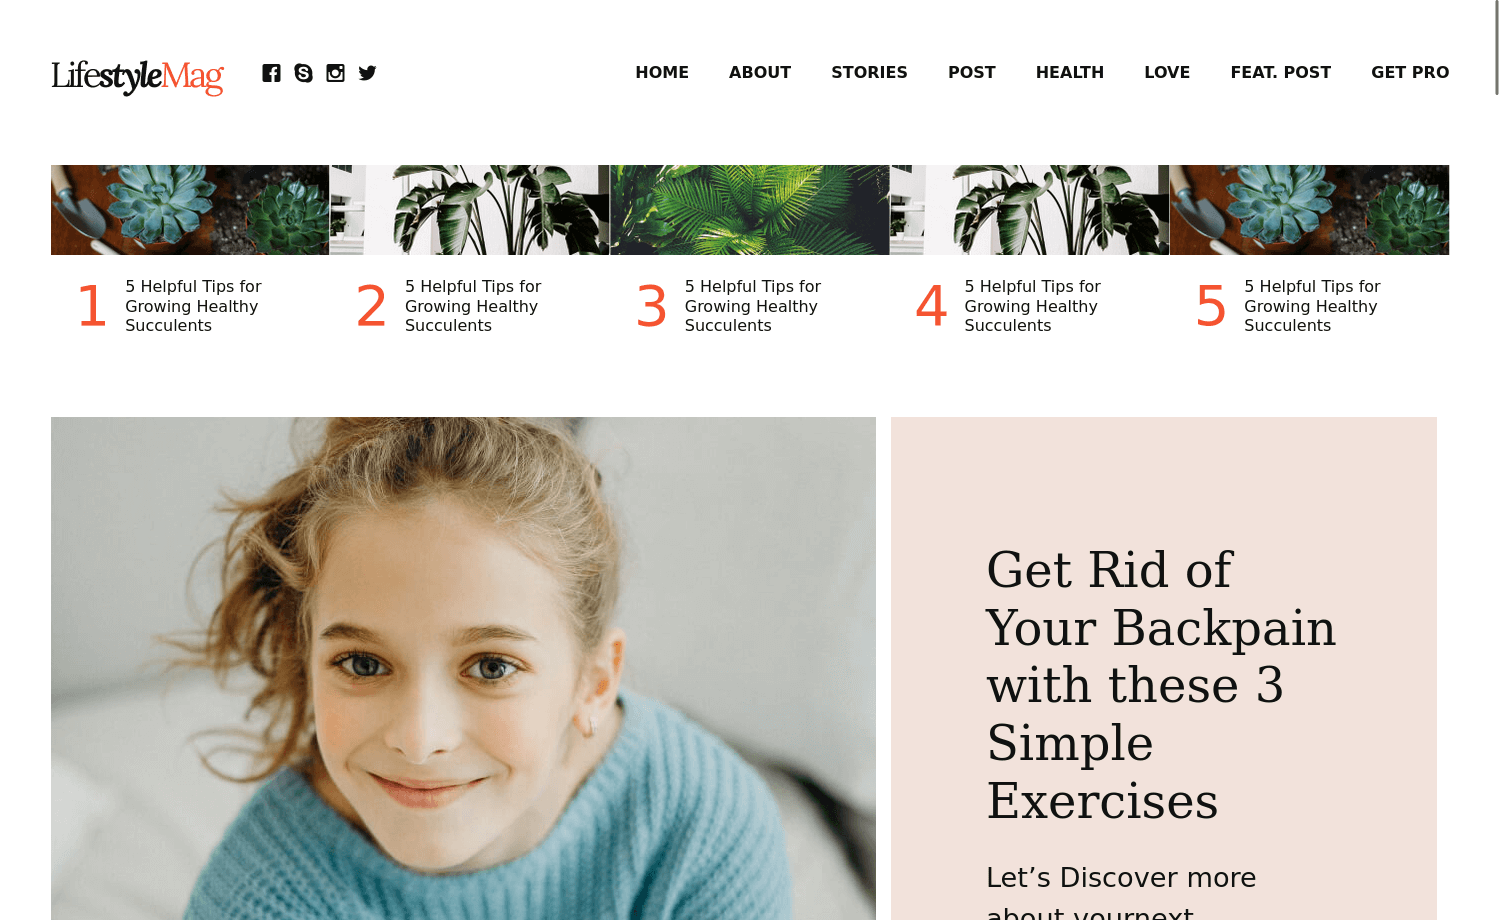 LifestyleMag
HOME ABOUT STORIES POST HEALTH LOVE FEAT. POST GET PRO
1
5 Helpful Tips for
Growing Healthy
Succulents
2
5 Helpful Tips for
Growing Healthy
Succulents
3
5 Helpful Tips for
Growing Healthy
Succulents
4
5 Helpful Tips for
Growing Healthy
Succulents
5
5 Helpful Tips for
Growing Healthy
Succulents
Get Rid of
Your Backpain
with these 3
Simple
Exercises
Let’s Discover more
about yournext